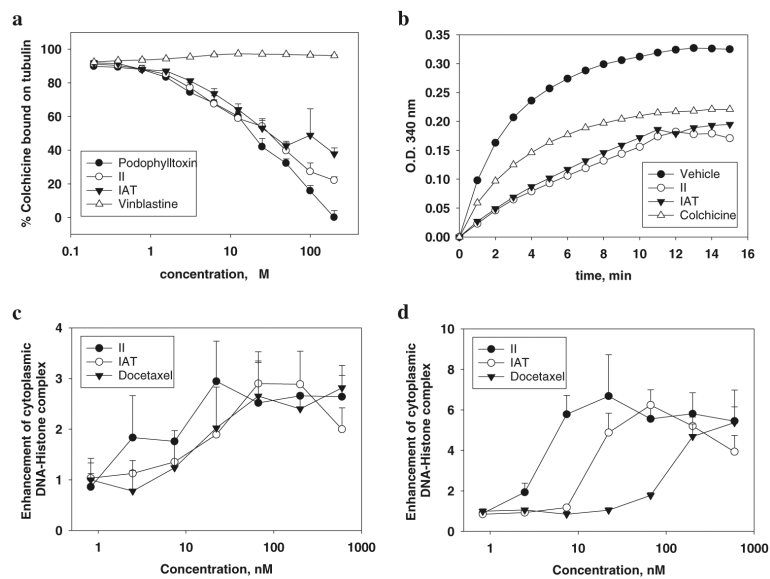 a
% Colchicine bound on tubulin
100
80
60
40
20
0
Podophylltoxin
II
IAT
Vinblastine
0.1
1
10
100
concentration, M
b
O.D. 340 nm
0.35
0.30
0.25
0.20
0.15
0.10
0.05
0.00
Vehicle
II
IAT
Colchicine
0 2 4 6 8 10 12 14 16
time, min
c
Enhancement of cytoplasmic
DNA-Histone complex
4
3
2
1
0
II
IAT
Docetaxel
1
10
100
1000
Concentration, nM
d
Enhancement of cytoplasmic
DNA-Histone complex
10
8
6
4
2
0
II
IAT
Docetaxel
1
10
100
1000
Concentration, nM